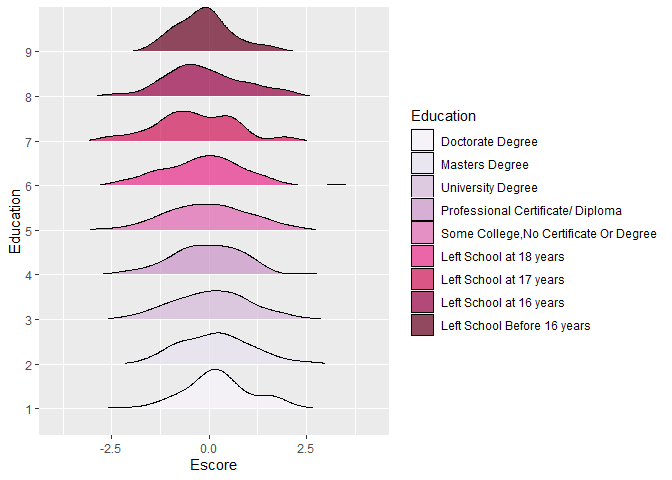 9
8
7
6
5
4
3
2
1
Education
-2.5
0.0
2.5
Escore
Education
Doctorate Degree
Masters Degree
University Degree
Professional Certificate/ Diploma
Some College,No Certificate Or Degree
Left School at 18 years
Left School at 17 years
Left School at 16 years
Left School Before 16 years